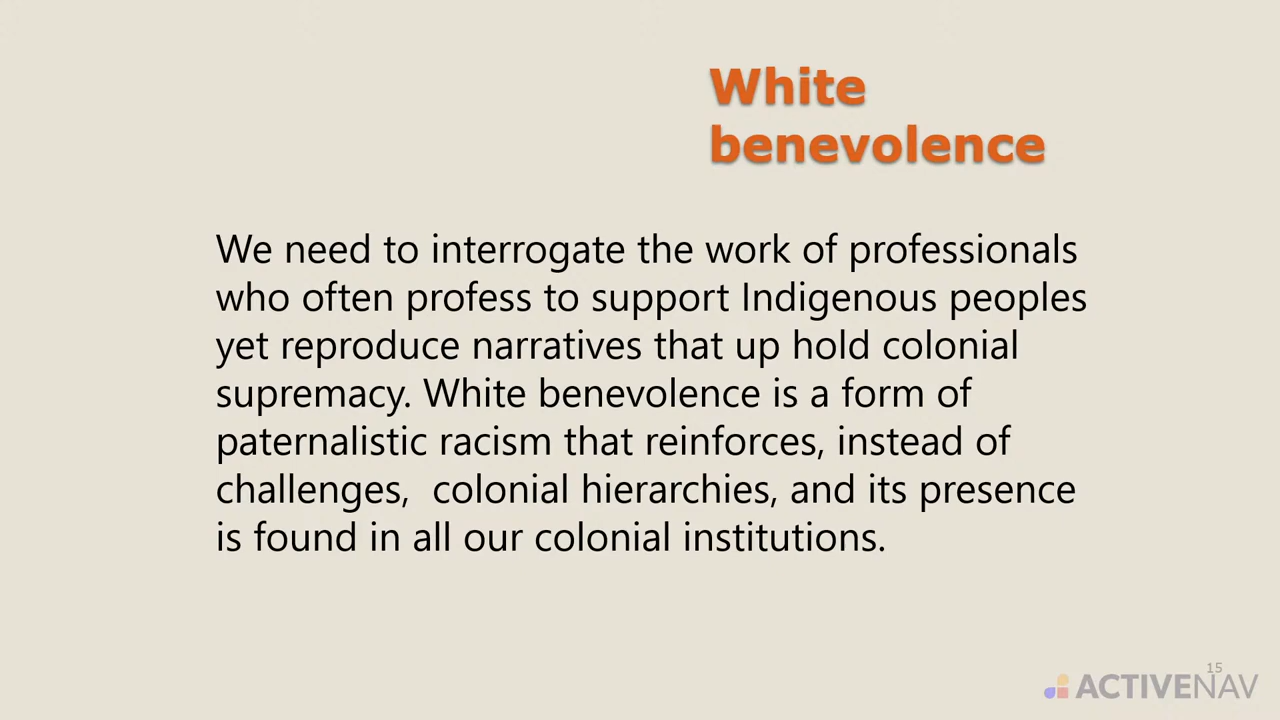 White
benevolence
We need to interrogate the work of professionals
who often profess to support Indigenous peoples
yet reproduce narratives that up hold colonial
supremacy. White benevolence is a form of
paternalistic racism that reinforces, instead of
challenges,  colonial hierarchies, and its presence
is found in all our colonial institutions.
15
ACTIVENAV